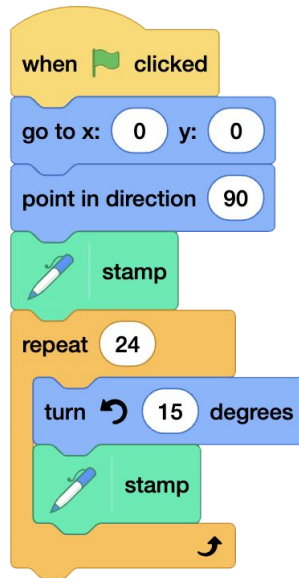 when clicked
go to x: 0 y: 0
point in direction 90
stamp
repeat 24
turn 15 degrees
stamp